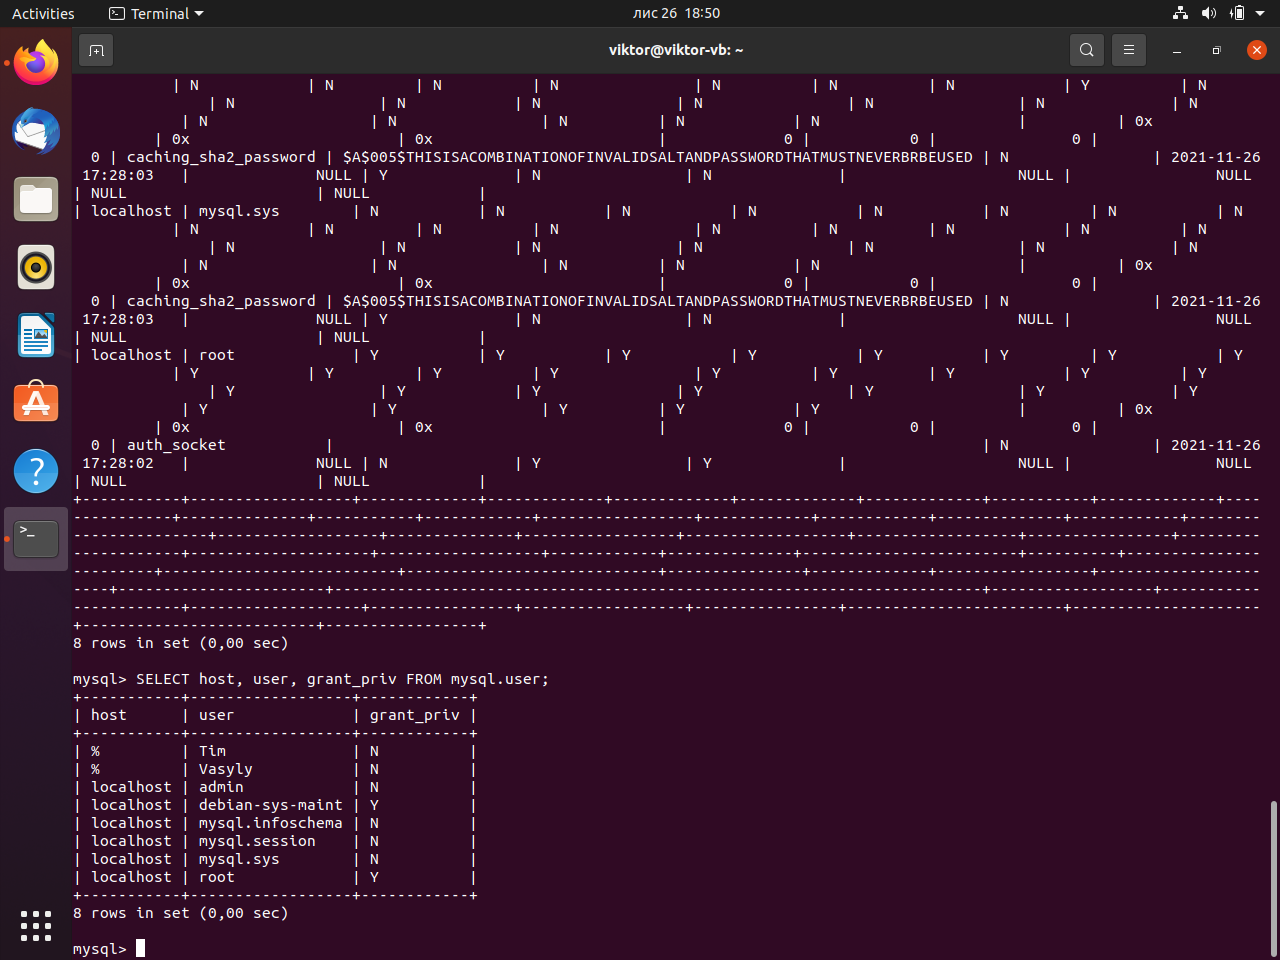 Activities Terminal лис 26 18:50
viktor@viktor-vb: ~
| N | N | N | N | N | N | N | Y | N
| N | N | N | N | N | N | N
| N | N | N | N | N | | 0x
| 0x | 0x | 0 | 0 | 0 |
0 | caching_sha2_password | $A$005$THISISACOMBINATIONOFINVALIDSALTANDPASSWORDTHATMUSTNEVERBRBEUSED | N | 2021-11-26
17:28:03 | NULL | Y | N | N | NULL | NULL
| NULL | NULL |
| localhost | mysql.sys | N | N | N | N | N | N | N | N
| N | N | N | N | N | N | N | N | N
| N | N | N | N | N | N | N
| N | N | N | N | N | | 0x
| 0x | 0x | 0 | 0 | 0 |
0 | caching_sha2_password | $A$005$THISISACOMBINATIONOFINVALIDSALTANDPASSWORDTHATMUSTNEVERBRBEUSED | N | 2021-11-26
17:28:03 | NULL | Y | N | N | NULL | NULL
| NULL | NULL |
| localhost | root | Y | Y | Y | Y | Y | Y | Y | Y
| Y | Y | Y | Y | Y | Y | Y | Y | Y
| Y | Y | Y | Y | Y | Y | Y
| Y | Y | Y | Y | Y | | 0x
| 0x | 0x | 0 | 0 | 0 |
0 | auth_socket | | N | 2021-11-26
17:28:02 | NULL | N | Y | Y | NULL | NULL
| NULL | NULL |
8 rows in set (0,00 sec)
mysql> SELECT host, user, grant_priv FROM mysql.user;
+-----------+------------------+------------+
| host | user | grant_priv |
+-----------+------------------+------------+
| % | Tim | N |
| % | Vasyly | N |
| localhost | admin | N |
| localhost | debian-sys-maint | Y |
| localhost | mysql.infoschema | N |
| localhost | mysql.session | N |
| localhost | mysql.sys | N |
| localhost | root | Y |
+-----------+------------------+------------+
8 rows in set (0,00 sec)
mysql>